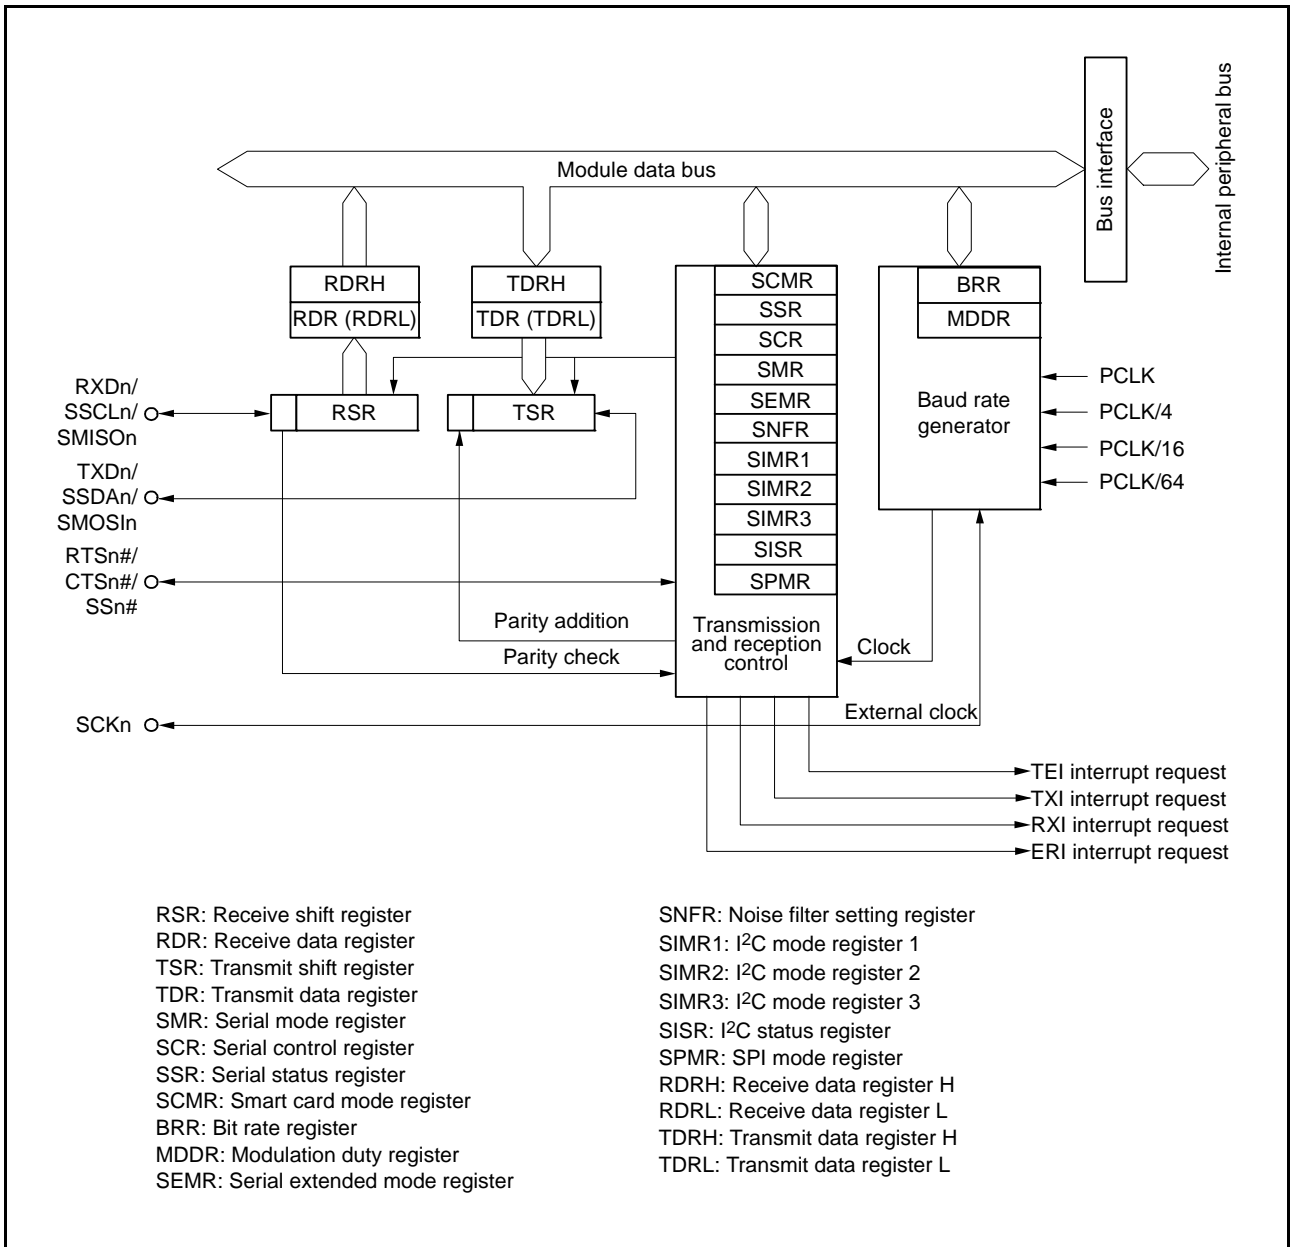 Internal peripheral bus
Bus interface
Module data bus
RDRH
RDR (RDRL)
TDRH
TDR (TDRL)
SCMR
SSR
SCR
SMR
SEMR
SNFR
SIMR1
SIMR2
SIMR3
SISR
SPMR
Transmission
and reception
control
BRR
MDDR
Baud rate
generator
PCLK
PCLK/4
PCLK/16
PCLK/64
RXDn/
SSCLn/
SMISOn
RSR
TSR
TXDn/
SSDAn/
SMOSIn
RTSn#/
CTSn#/
SSn#
Parity addition
Parity check
Clock
SCKn
External clock
TEI interrupt request
TXI interrupt request
RXI interrupt request
ERI interrupt request
RSR: Receive shift register
RDR: Receive data register
TSR: Transmit shift register
TDR: Transmit data register
SMR: Serial mode register
SCR: Serial control register
SSR: Serial status register
SCMR: Smart card mode register
BRR: Bit rate register
MDDR: Modulation duty register
SEMR: Serial extended mode register
SNFR: Noise filter setting register
SIMR1: I²C mode register 1
SIMR2: I²C mode register 2
SIMR3: I²C mode register 3
SISR: I²C status register
SPMR: SPI mode register
RDRH: Receive data register H
RDRL: Receive data register L
TDRH: Transmit data register H
TDRL: Transmit data register L